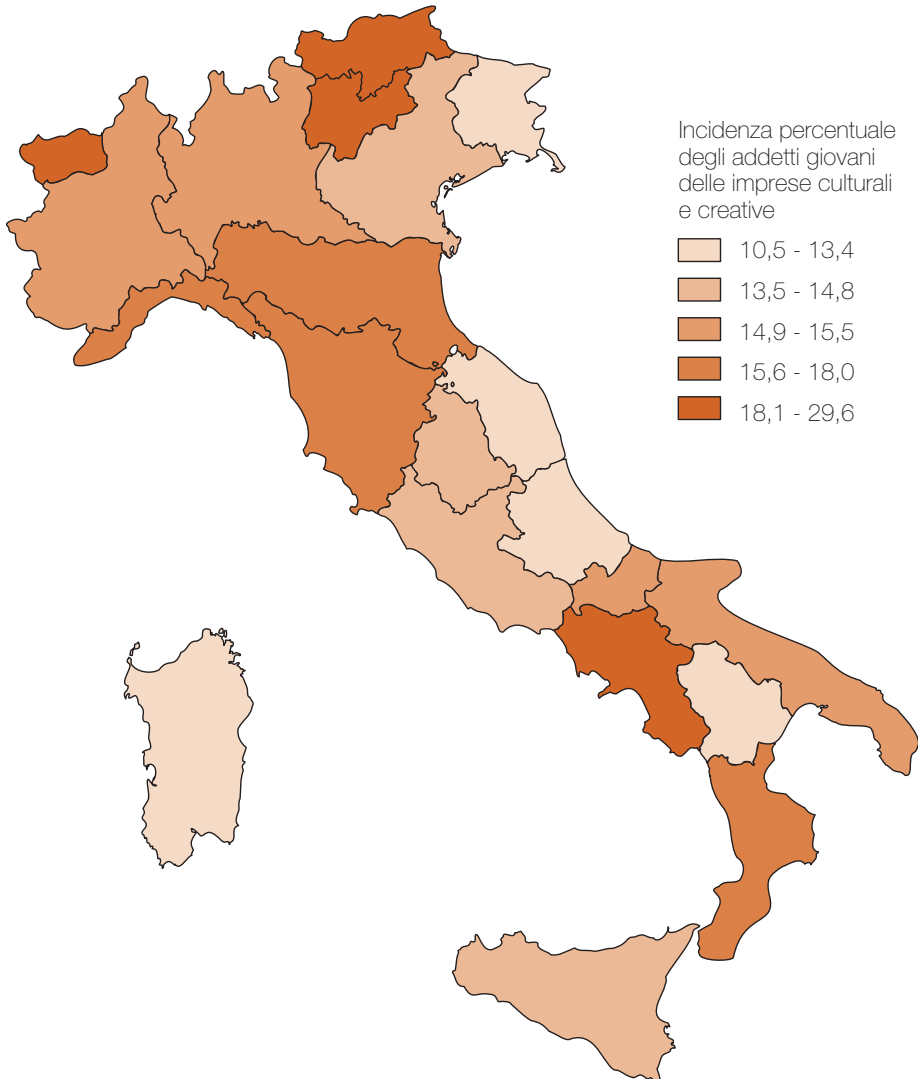 Incidenza percentuale
degli addetti giovani
delle imprese culturali
e creative
10,5 - 13,4
13,5 - 14,8
14,9 - 15,5
15,6 - 18,0
18,1 - 29,6